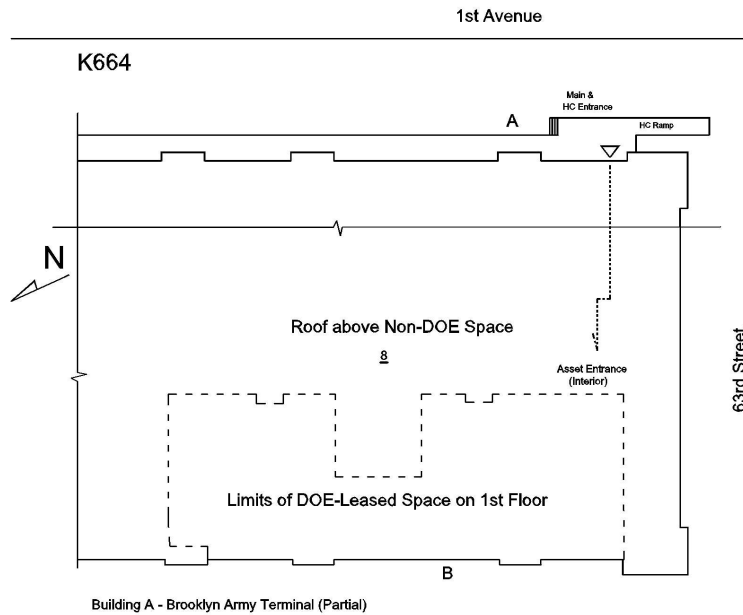 1st Avenue
K664
Main &
HC Entrance
A
HC Ramp
N
Roof above Non-DOE Space
8
Asset Entrance
(Interior)
63rd Street
Limits of DOE-Leased Space on 1st Floor
B
Building A - Brooklyn Army Terminal (Partial)